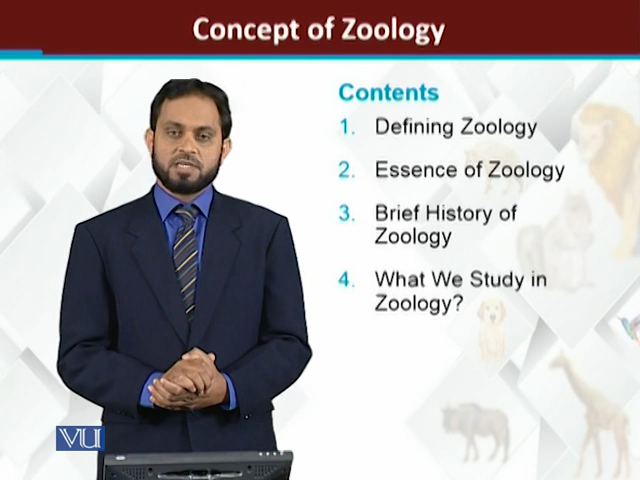 Concept of Zoology
Contents
1. Defining Zoology
2. Essence of Zoology
3. Brief History of
Zoology
4. What We Study in
Zoology?
VU